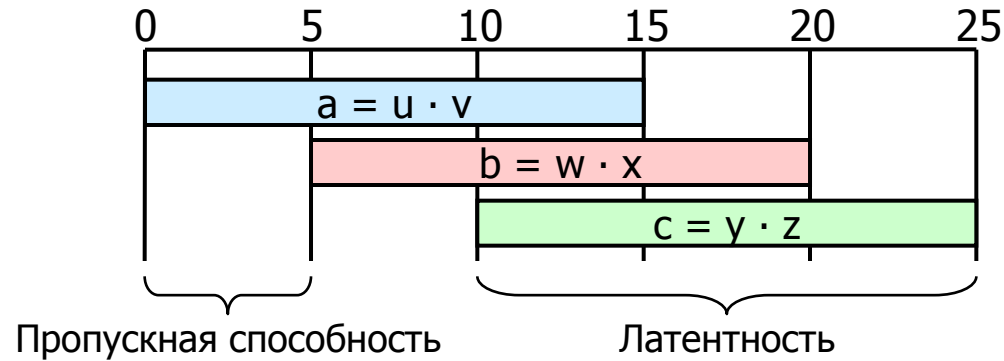 0 5 10 15 20 25
a = u · v
b = w · x
c = y · z
Пропускная способность Латентность